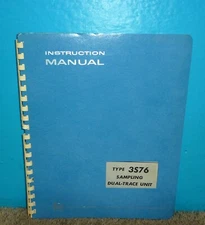 INSTRUCTION
MANUAL
TYPE 3S76
SAMPLING
DUAL-TRACE UNIT